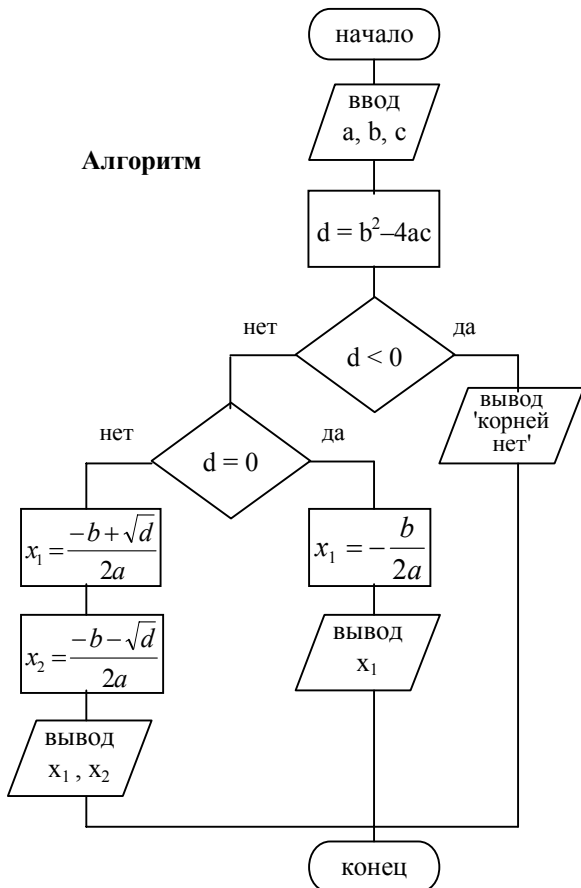 начало
ввод
a, b, c
Алгоритм
d = b²–4ac
нет
да
d < 0
вывод
'корней
нет'
нет
да
d = 0
x₁ = (−b + √d) / 2a
x₁ = − b / 2a
x₂ = (−b − √d) / 2a
вывод
x₁
вывод
x₁ , x₂
конец